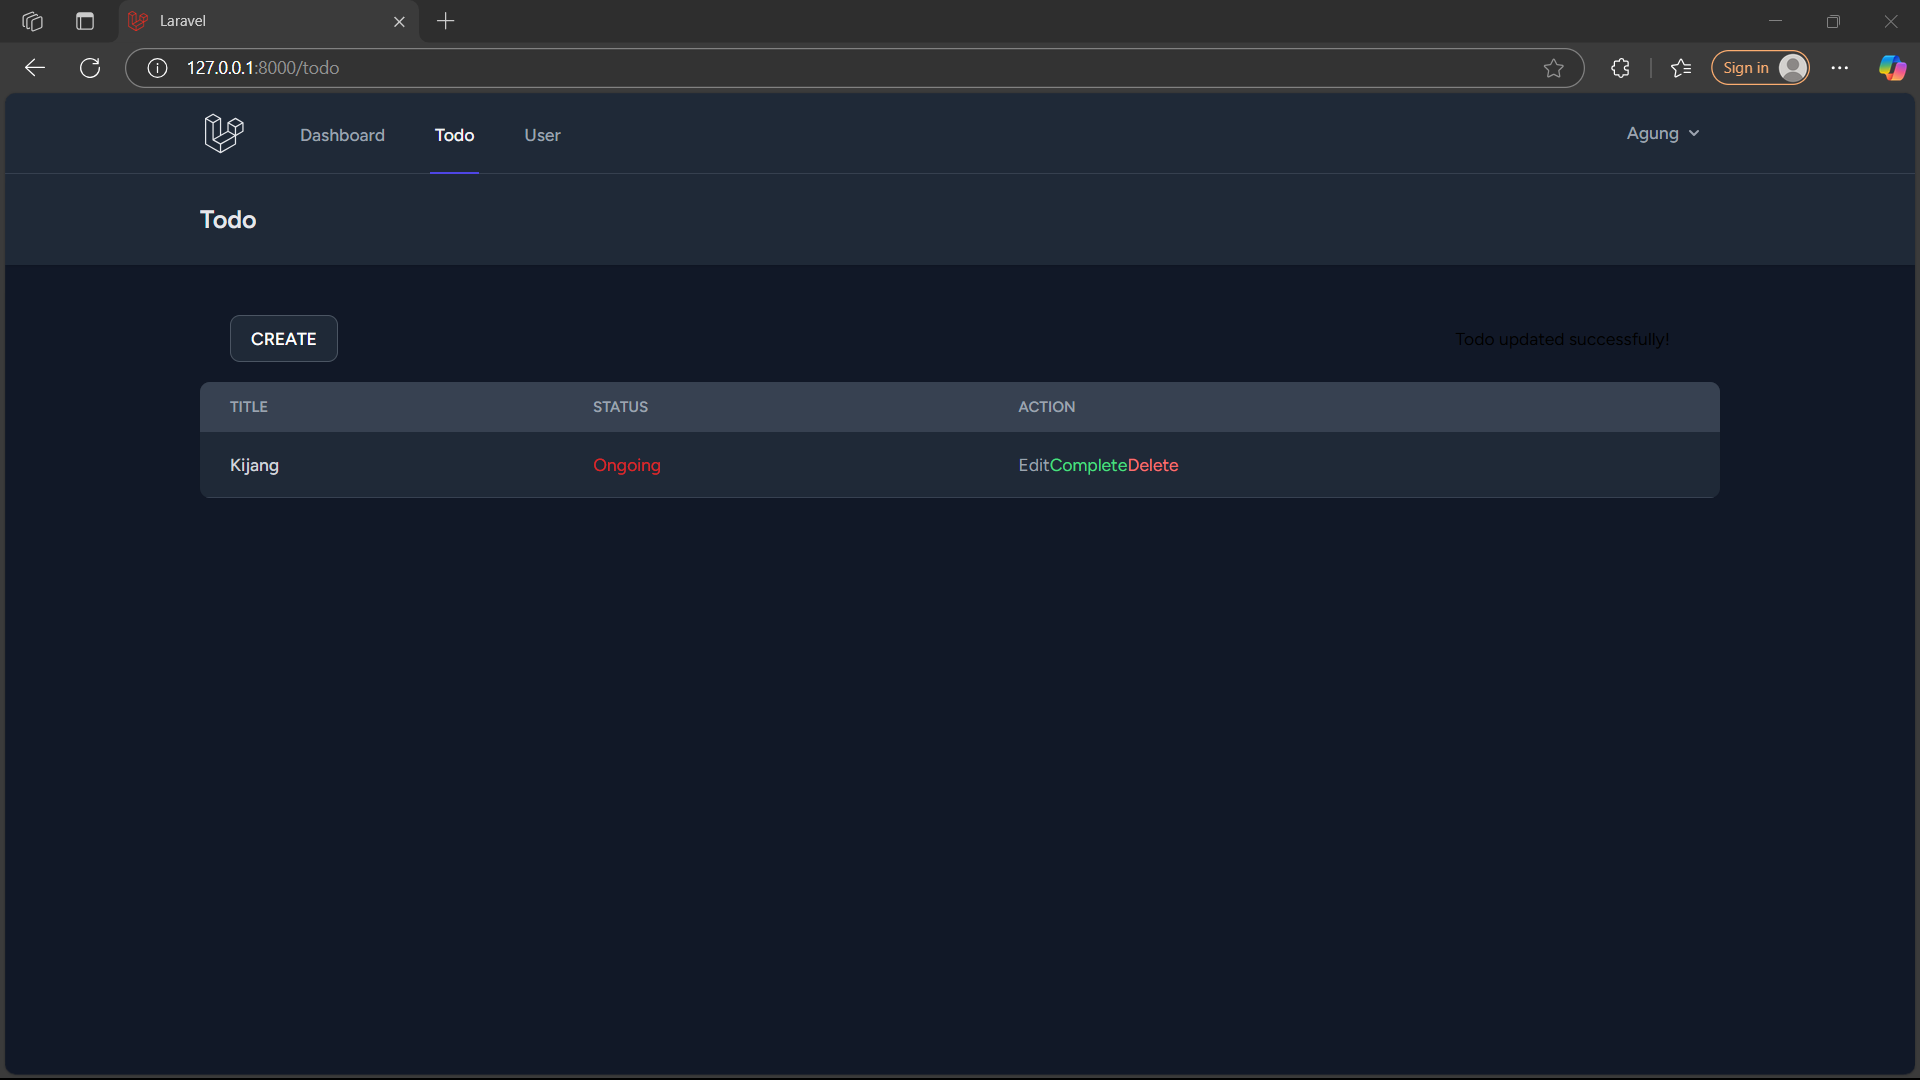 Laravel
127.0.0.1:8000/todo
Sign in
Dashboard Todo User Agung
Todo
CREATE Todo updated successfully!
TITLE STATUS ACTION
Kijang Ongoing EditCompleteDelete